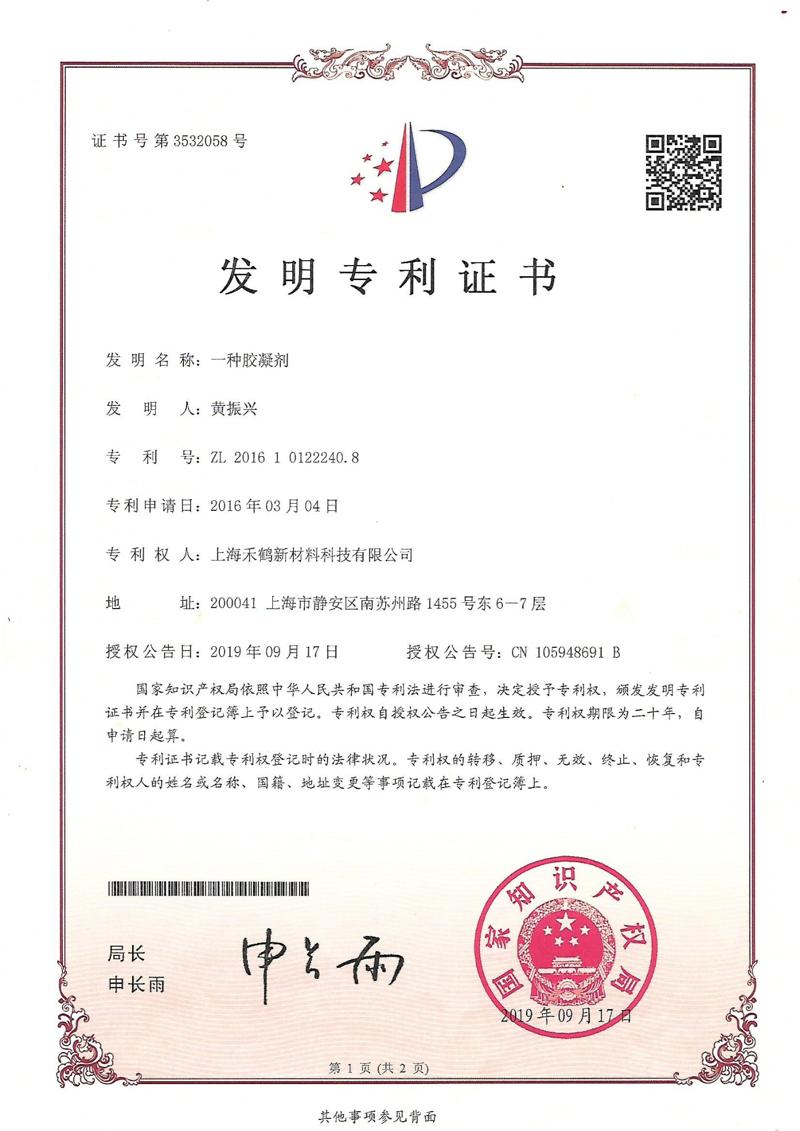 证书号第3532058号
发明专利证书
发明名称：一种胶凝剂
发明人：黄振兴
专利号：ZL 2016 1 0122240.8
专利申请日：2016年03月04日
专利权人：上海禾鹤新材料科技有限公司
地址：200041 上海市静安区南苏州路1455号东6-7层
授权公告日：2019年09月17日 授权公告号：CN 105948691 B
国家知识产权局依照中华人民共和国专利法进行审查，决定授予专利权，颁发发明专利
证书并在专利登记簿上予以登记。专利权自授权公告之日起生效。专利权期限为二十年，自
申请日起算。
专利证书记载专利权登记时的法律状况。专利权的转移、质押、无效、终止、恢复和专
利权人的姓名或名称、国籍、地址变更等事项记载在专利登记簿上。
局长
申长雨
申长雨
国家知识产权局
2019年09月17日
第1页(共2页)
其他事项参见背面